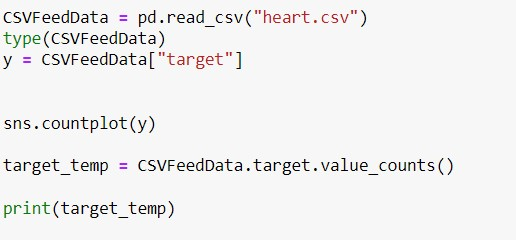 CSVFeedData = pd.read_csv("heart.csv")
type(CSVFeedData)
y = CSVFeedData["target"]
sns.countplot(y)
target_temp = CSVFeedData.target.value_counts()
print(target_temp)